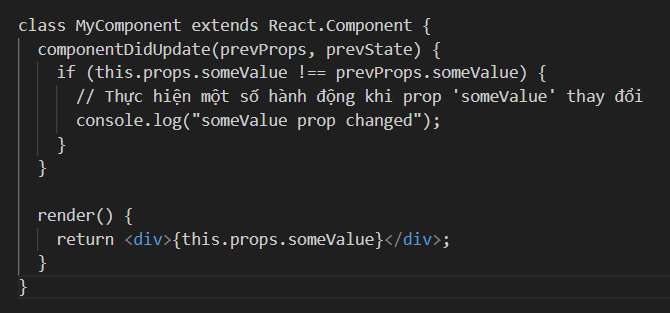 class MyComponent extends React.Component {
  componentDidUpdate(prevProps, prevState) {
    if (this.props.someValue !== prevProps.someValue) {
      // Thực hiện một số hành động khi prop 'someValue' thay đổi
      console.log("someValue prop changed");
    }
  }

  render() {
    return <div>{this.props.someValue}</div>;
  }
}